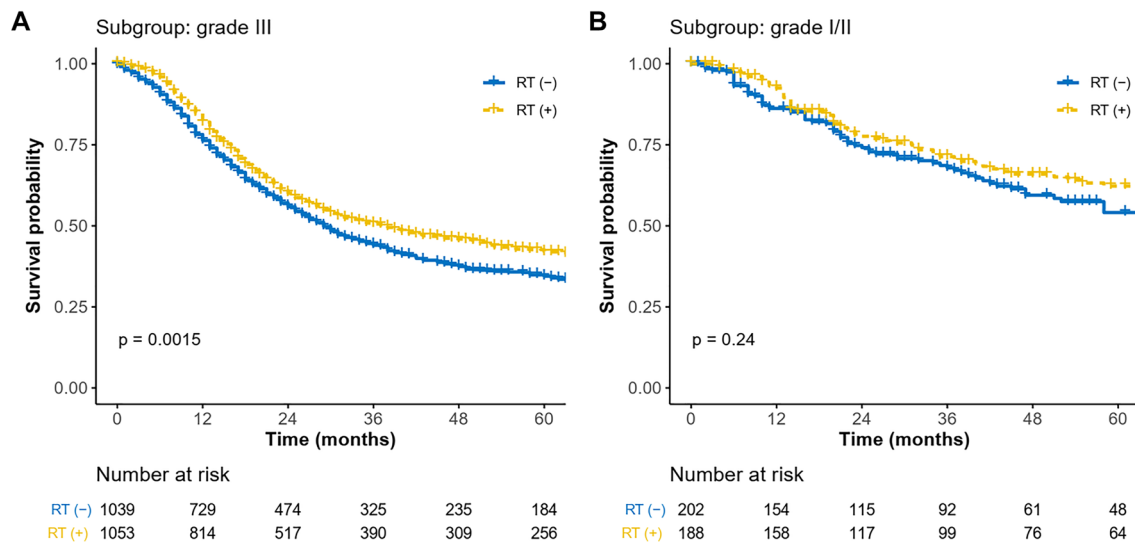 A
Subgroup: grade III
Survival probability
1.00
0.75
0.50
0.25
0.00
RT (−)
RT (+)
p = 0.0015
0 12 24 36 48 60
Time (months)
Number at risk
RT (−) 1039 729 474 325 235 184
RT (+) 1053 814 517 390 309 256
B
Subgroup: grade I/II
Survival probability
1.00
0.75
0.50
0.25
0.00
RT (−)
RT (+)
p = 0.24
0 12 24 36 48 60
Time (months)
Number at risk
RT (−) 202 154 115 92 61 48
RT (+) 188 158 117 99 76 64